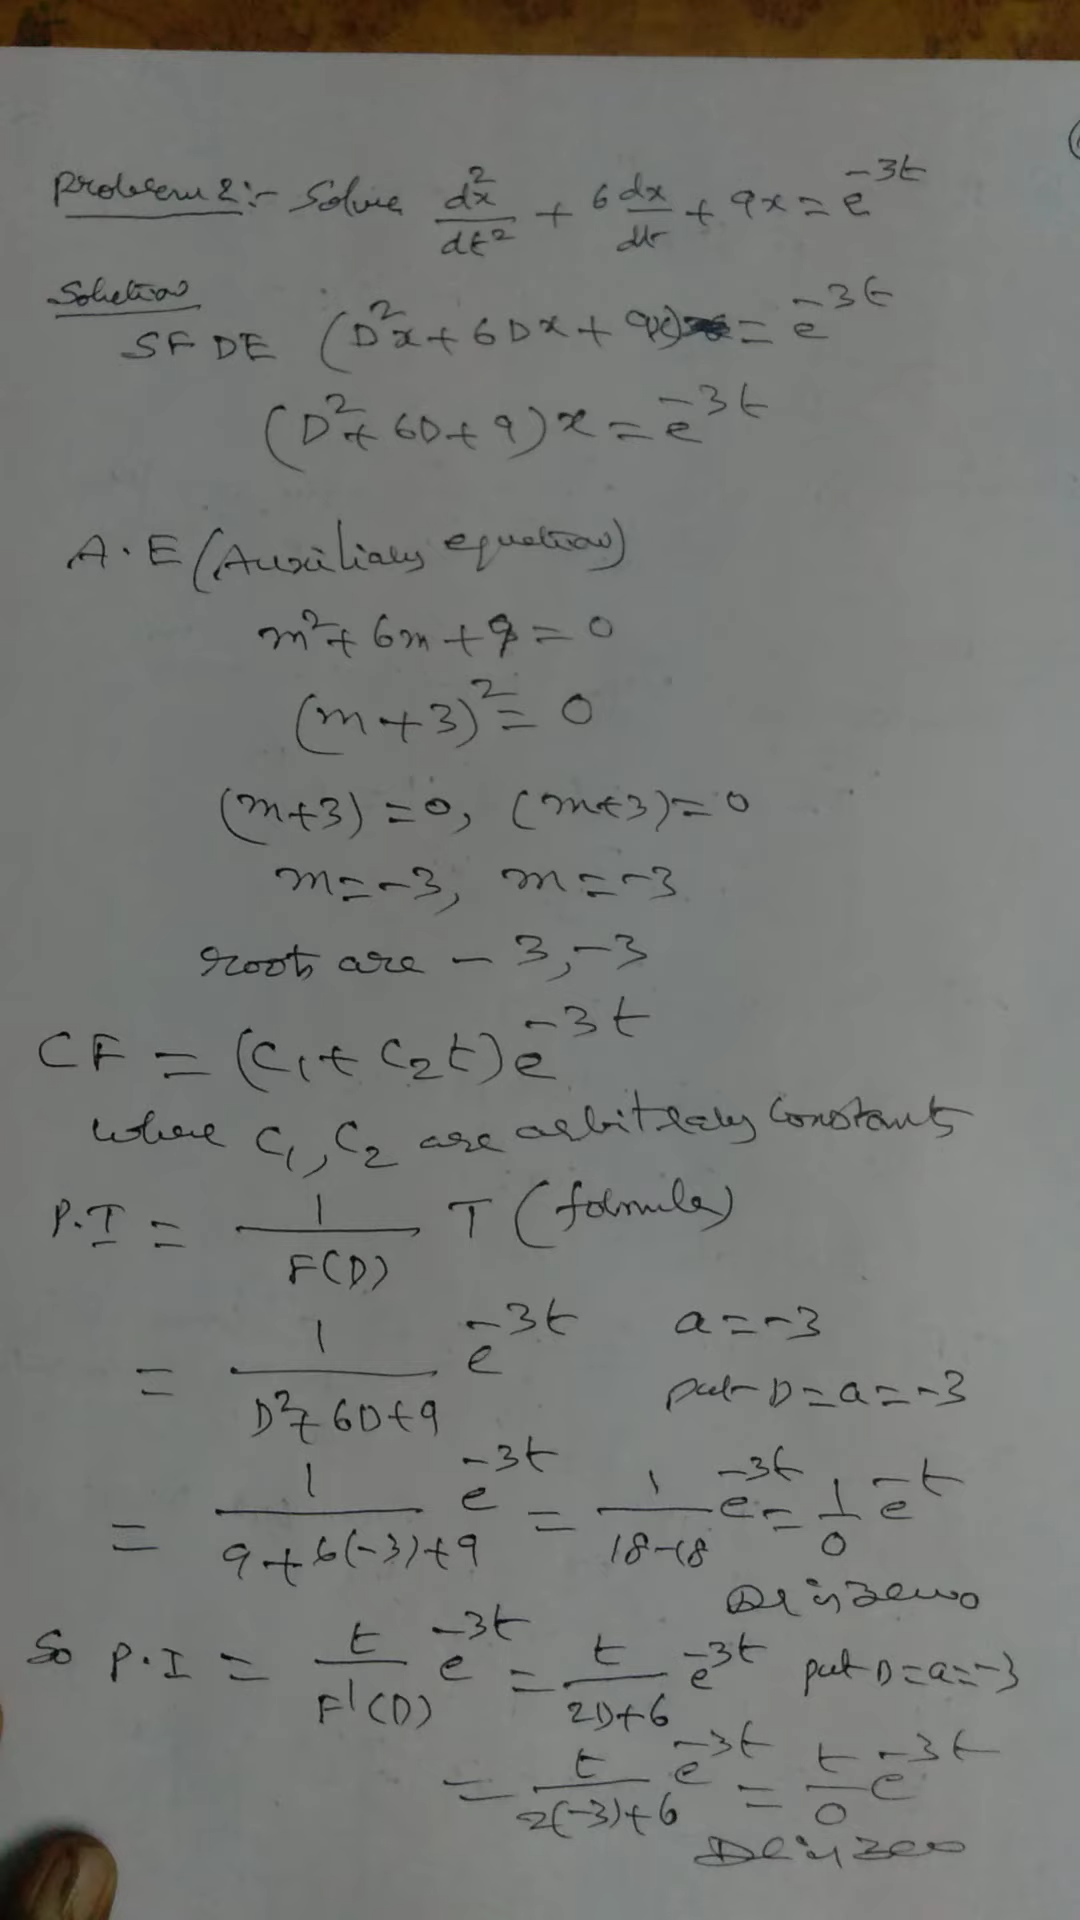 Problem 2:- Solve d²x/dt² + 6 dx/dt + 9x = e^-3t
Solution
SF DE (D²x + 6Dx + 9x) = e^-3t
(D² + 6D + 9)x = e^-3t
A.E (Auxiliary equation)
m² + 6m + 9 = 0
(m+3)² = 0
(m+3) = 0, (m+3) = 0
m = -3, m = -3
roots are -3, -3
CF = (C₁ + C₂t)e^-3t
where C₁, C₂ are arbitrary constants
P.I = 1/F(D) T (formula)
= 1/(D² + 6D + 9) e^-3t a = -3
put D = a = -3
= 1/(9 + 6(-3) + 9) e^-3t = 1/(18-18) e^-3t = 1/0 e^-t
Dr is zero
So P.I = t/F'(D) e^-3t = t/(2D+6) e^-3t put D = a = -3
= t/(2(-3)+6) e^-3t = t/0 e^-3t
Dr is zero